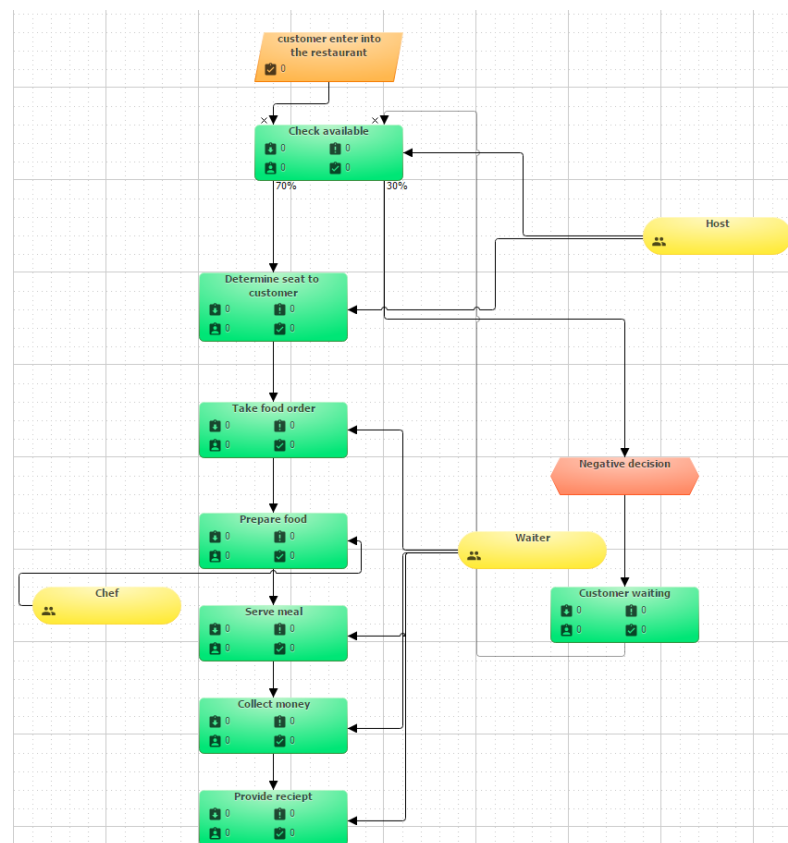 customer enter into
the restaurant
0
Check available
0 0
0 0
70% 30%
Host
Determine seat to
customer
0 0
0 0
Take food order
0 0
0 0
Negative decision
Prepare food
0 0
0 0
Waiter
Chef
Customer waiting
0 0
0 0
Serve meal
0 0
0 0
Collect money
0 0
0 0
Provide reciept
0 0
0 0